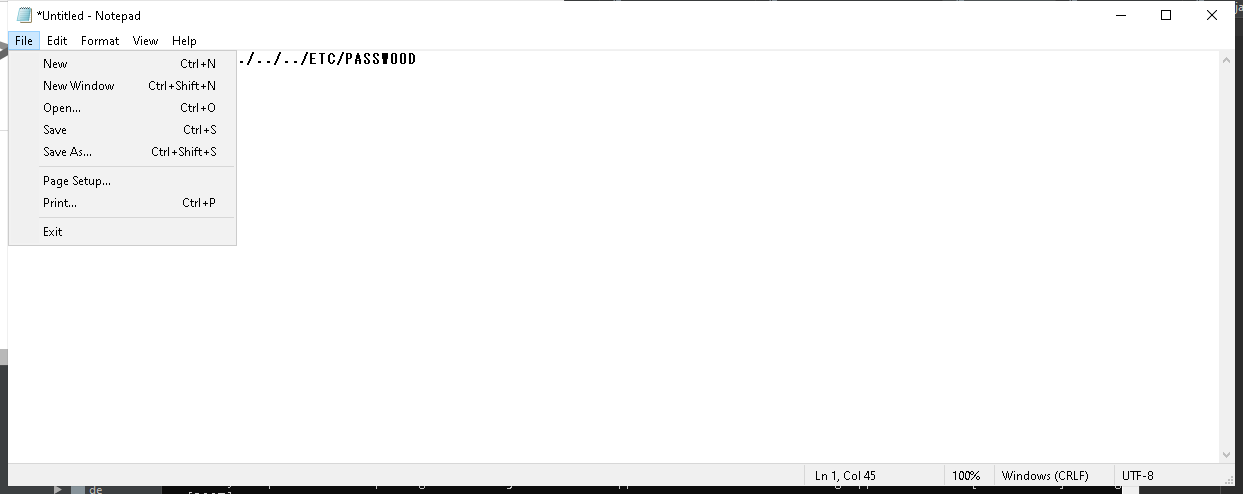 *Untitled - Notepad
File Edit Format View Help
./../../ETC/PASSWOOD
New Ctrl+N
New Window Ctrl+Shift+N
Open... Ctrl+O
Save Ctrl+S
Save As... Ctrl+Shift+S
Page Setup...
Print... Ctrl+P
Exit
Ln 1, Col 45 100% Windows (CRLF) UTF-8
de